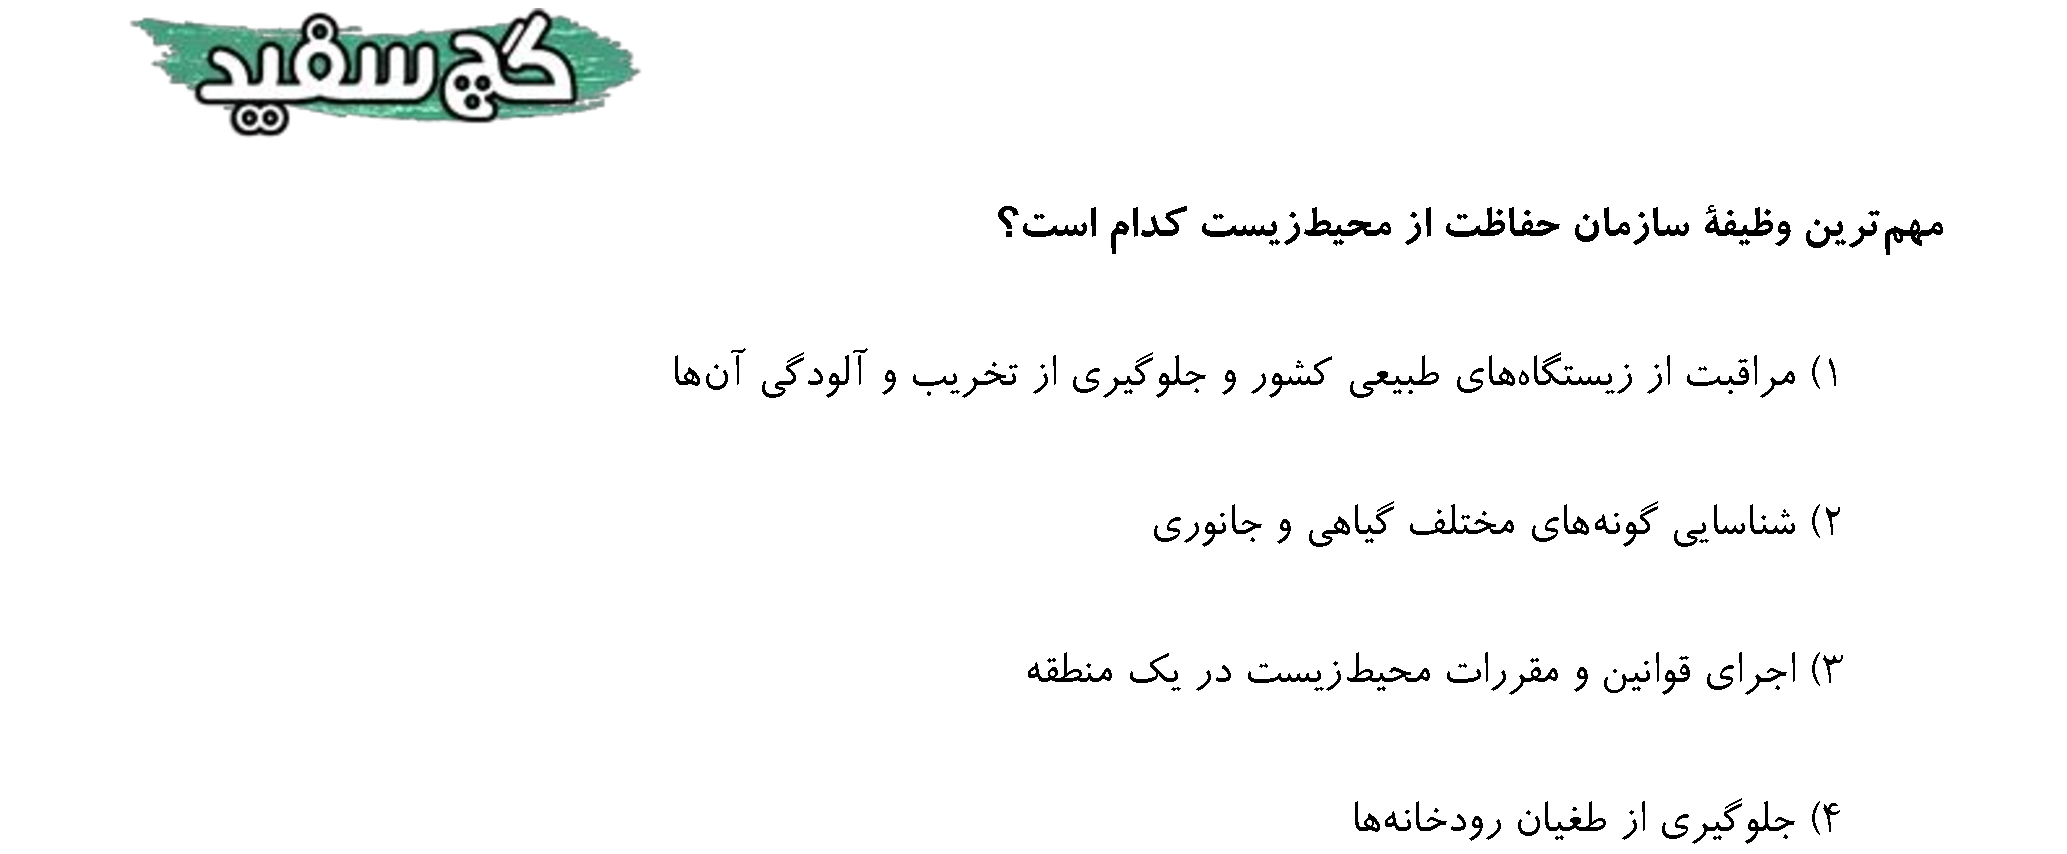 گچ سفید
مهم‌ترین وظیفهٔ سازمان حفاظت از محیط‌زیست کدام است؟
۱) مراقبت از زیستگاه‌های طبیعی کشور و جلوگیری از تخریب و آلودگی آن‌ها
۲) شناسایی گونه‌های مختلف گیاهی و جانوری
۳) اجرای قوانین و مقررات محیط‌زیست در یک منطقه
۴) جلوگیری از طغیان رودخانه‌ها